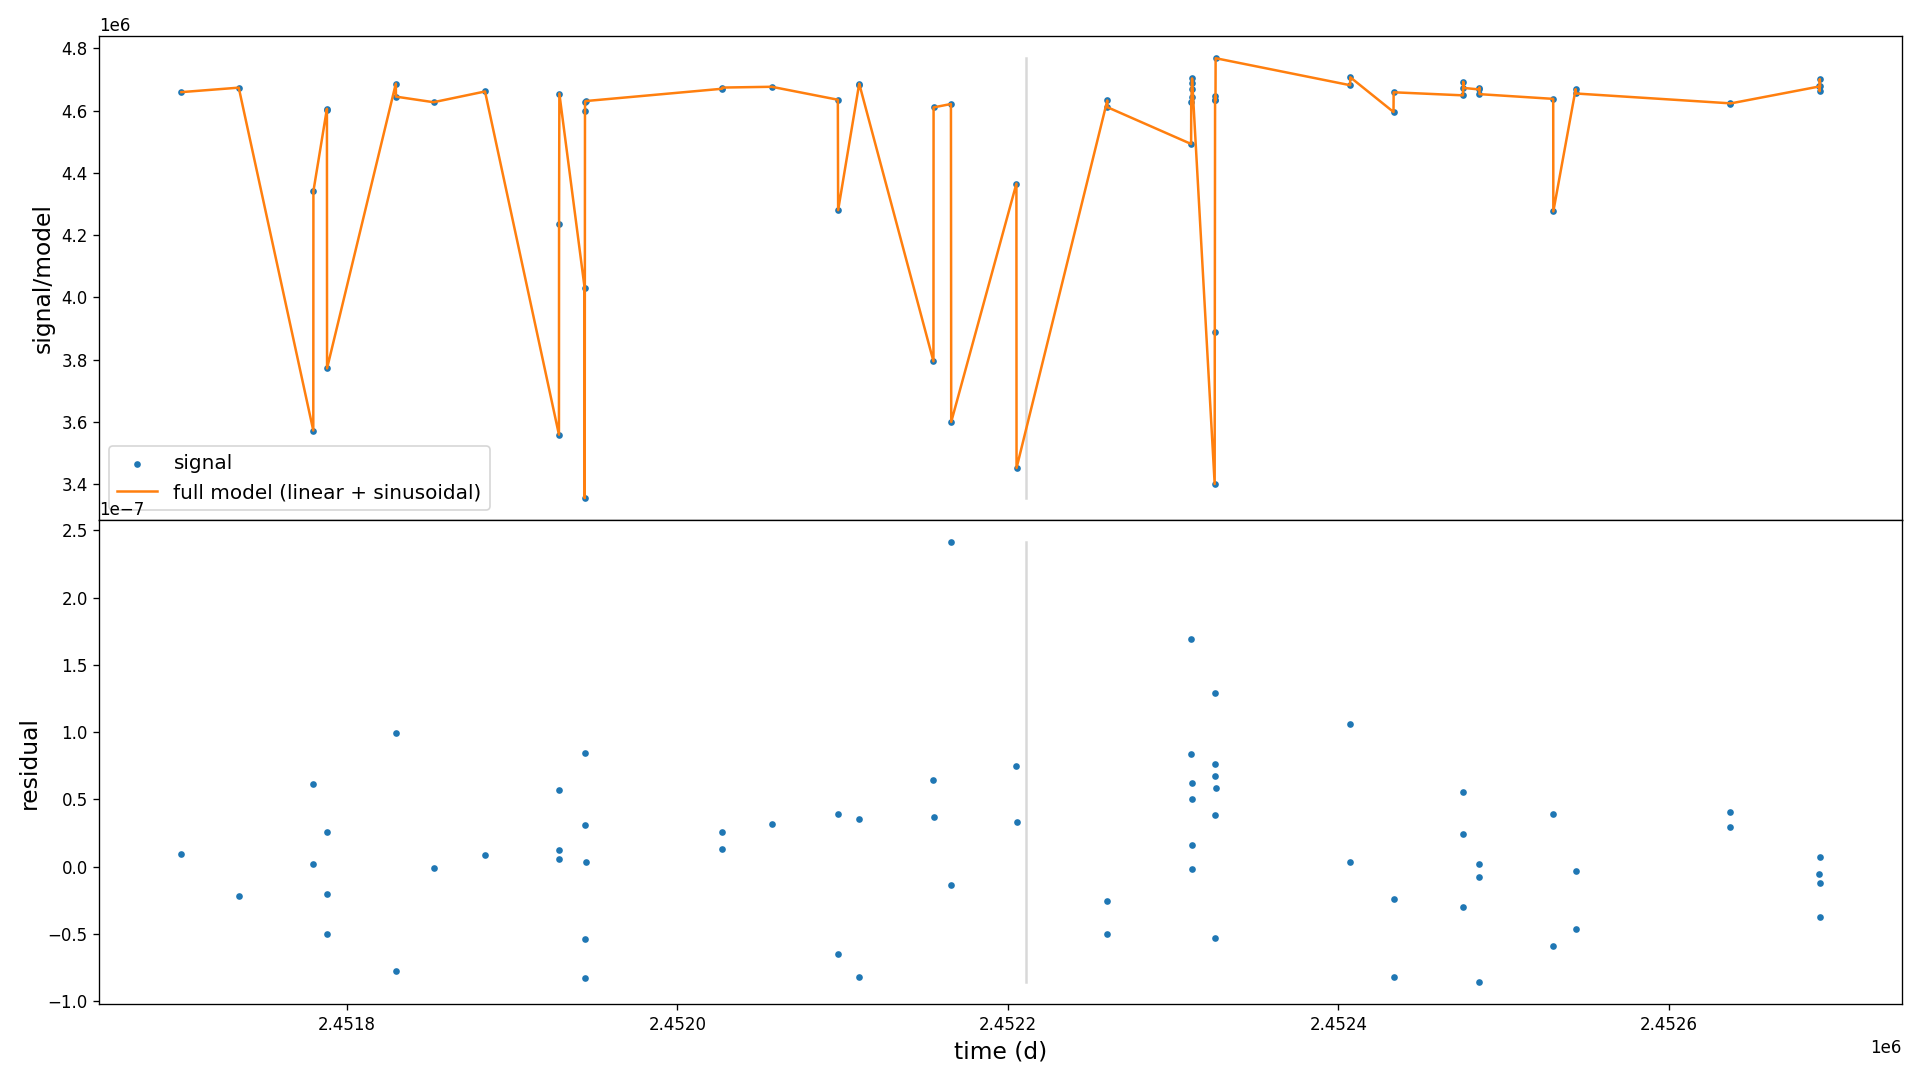 1e6
4.8
4.6
4.4
4.2
4.0
3.8
3.6
3.4
signal/model
signal
full model (linear + sinusoidal)
1e−7
2.5
2.0
1.5
1.0
0.5
0.0
−0.5
−1.0
residual
2.4518 2.4520 2.4522 2.4524 2.4526
time (d)
1e6